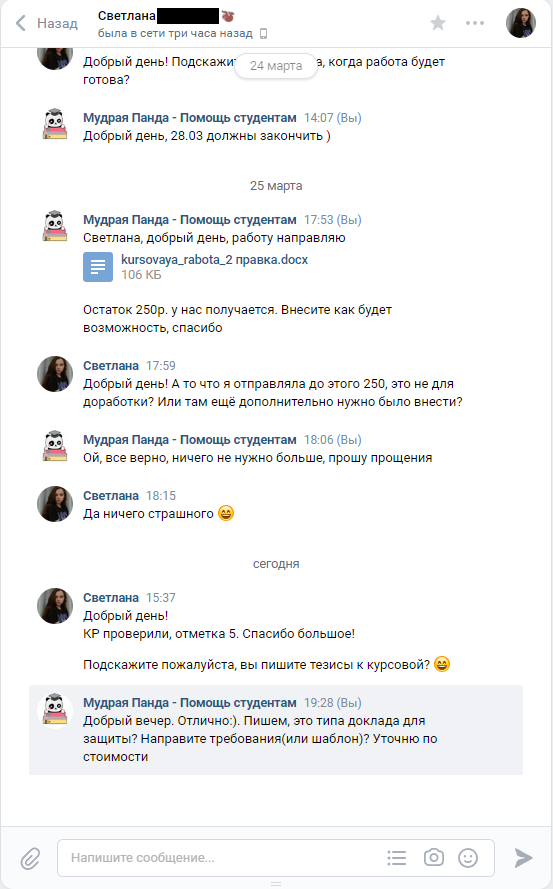 Назад
Светлана
была в сети три часа назад
24 марта
Добрый день! Подскажит а, когда работа будет
готова?
Мудрая Панда - Помощь студентам 14:07 (Вы)
Добрый день, 28.03 должны закончить )
25 марта
Мудрая Панда - Помощь студентам 17:53 (Вы)
Светлана, добрый день, работу направляю
kursovaya_rabota_2 правка.docx
106 КБ
Остаток 250р. у нас получается. Внесите как будет
возможность, спасибо
Светлана 17:59
Добрый день! А то что я отправляла до этого 250, это не для
доработки? Или там ещё дополнительно нужно было внести?
Мудрая Панда - Помощь студентам 18:06 (Вы)
Ой, все верно, ничего не нужно больше, прошу прощения
Светлана 18:15
Да ничего страшного 😄
сегодня
Светлана 15:37
Добрый день!
КР проверили, отметка 5. Спасибо большое!
Подскажите пожалуйста, вы пишите тезисы к курсовой? 😄
Мудрая Панда - Помощь студентам 19:28 (Вы)
Добрый вечер. Отлично:). Пишем, это типа доклада для
защиты? Направите требования(или шаблон)? Уточню по
стоимости
Напишите сообщение...